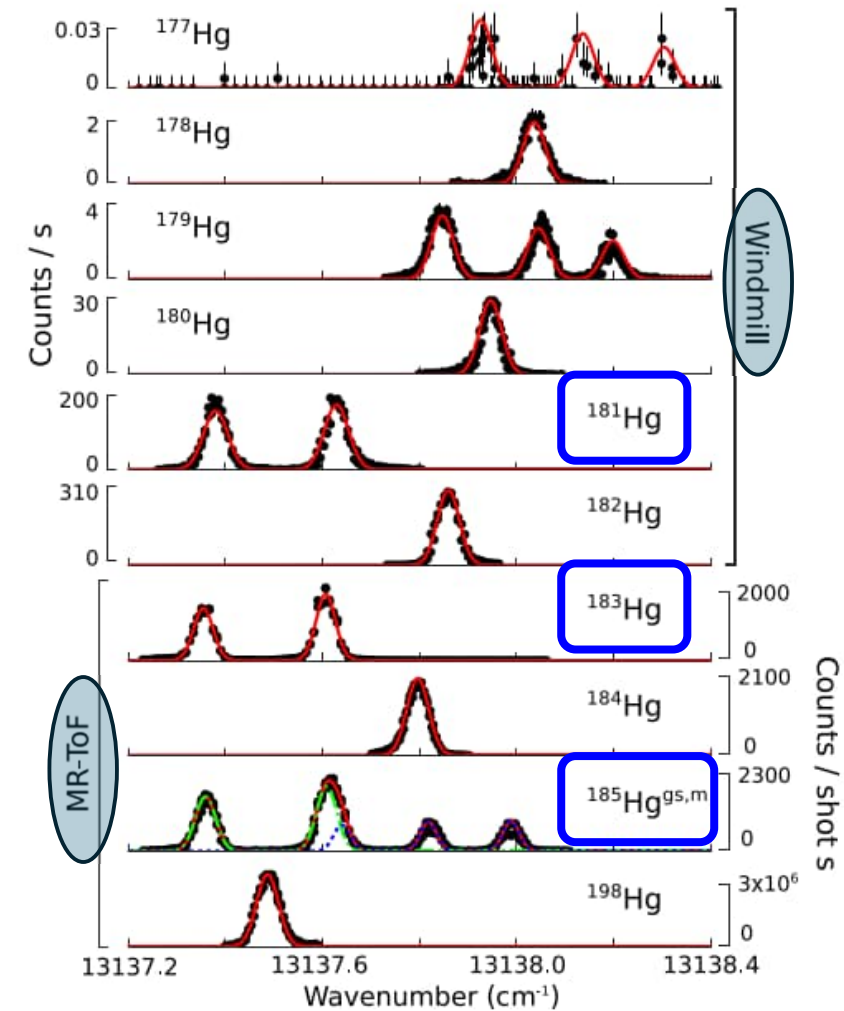 0.03
0
177Hg
2
0
178Hg
4
0
179Hg
30
0
180Hg
200
0
181Hg
310
0
182Hg
183Hg
2000
0
184Hg
2100
0
185Hggs,m
2300
0
198Hg
3x10⁶
0
Counts / s
Windmill
MR-ToF
Counts / shot s
13137.2 13137.6 13138.0 13138.4
Wavenumber (cm⁻¹)